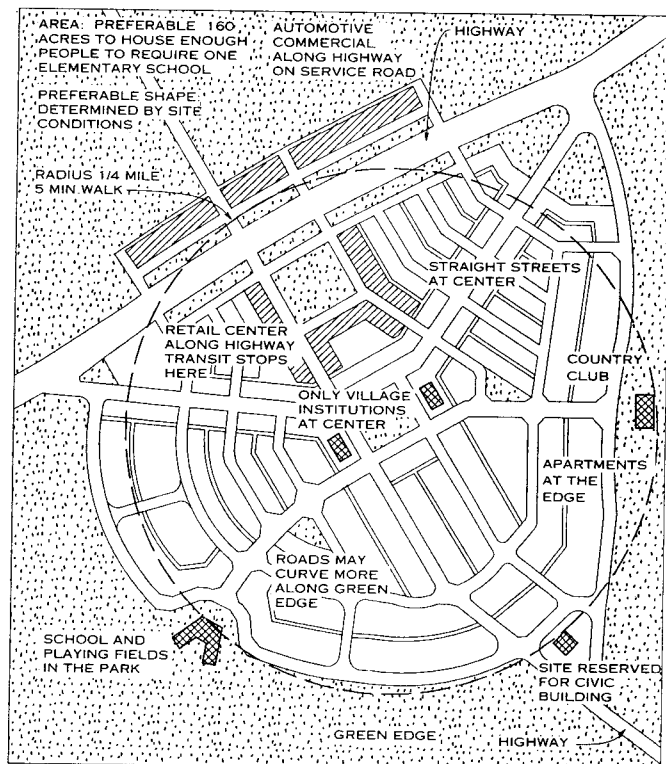 AREA: PREFERABLE 160
ACRES TO HOUSE ENOUGH
PEOPLE TO REQUIRE ONE
ELEMENTARY SCHOOL
PREFERABLE SHAPE
DETERMINED BY SITE
CONDITIONS
AUTOMOTIVE
COMMERCIAL
ALONG HIGHWAY
ON SERVICE ROAD
HIGHWAY
RADIUS 1/4 MILE
5 MIN. WALK
STRAIGHT STREETS
AT CENTER
RETAIL CENTER
ALONG HIGHWAY
TRANSIT STOPS
HERE
COUNTRY
CLUB
ONLY VILLAGE
INSTITUTIONS
AT CENTER
APARTMENTS
AT THE
EDGE
ROADS MAY
CURVE MORE
ALONG GREEN
EDGE
SCHOOL AND
PLAYING FIELDS
IN THE PARK
SITE RESERVED
FOR CIVIC
BUILDING
GREEN EDGE
HIGHWAY